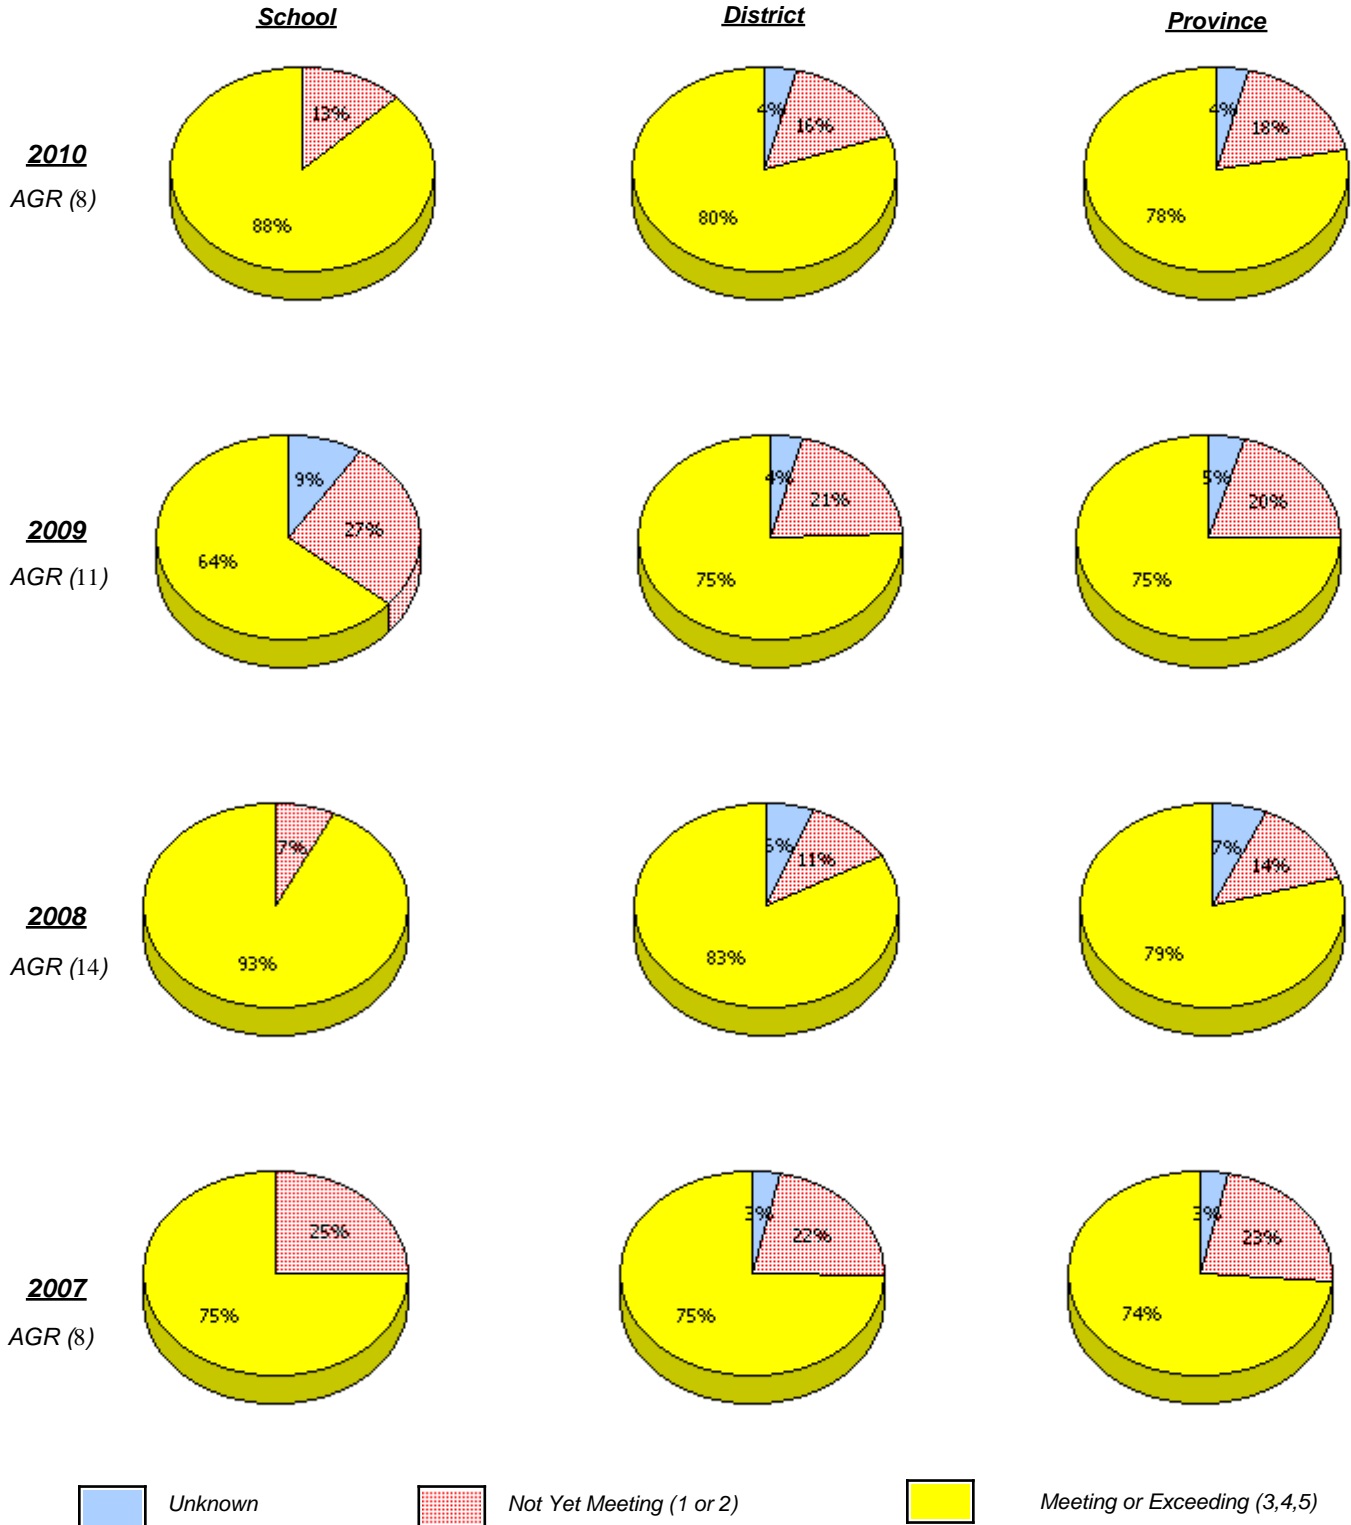 School District Province
13% 4% 16% 4% 18%
2010
AGR (8)
88% 80% 78%
9% 27% 4% 21% 5% 20%
2009
AGR (11)
64% 75% 75%
7% 11% 7% 14%
2008
AGR (14)
93% 83% 79%
25% 3% 22% 3% 23%
2007
AGR (8)
75% 75% 74%
Unknown Not Yet Meeting (1 or 2) Meeting or Exceeding (3,4,5)